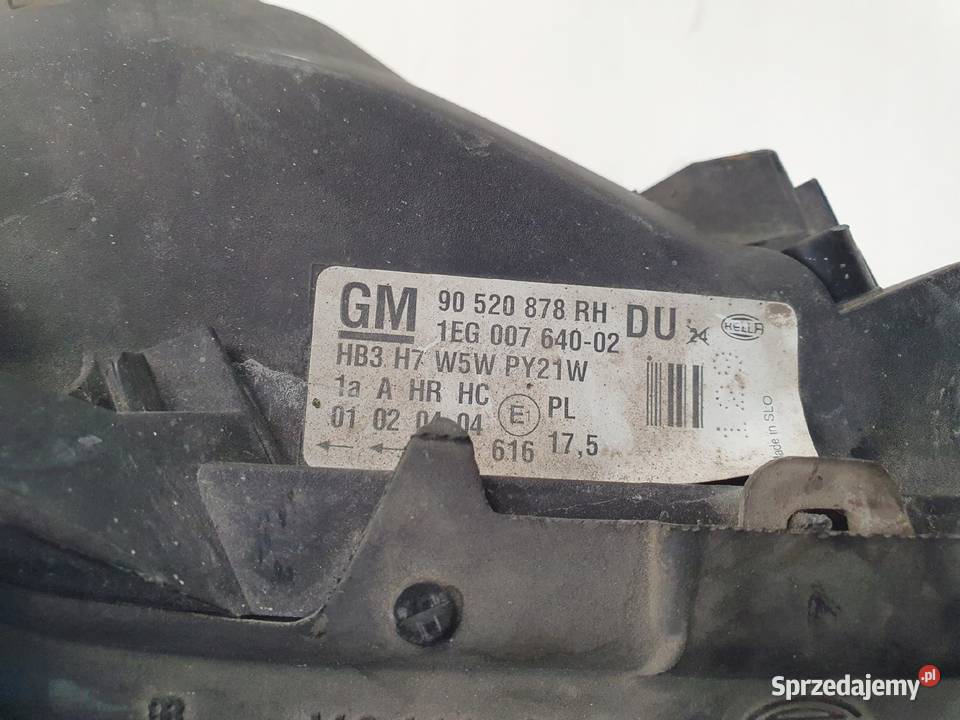 GM 90 520 878 RH DU 24 HELLA
1EG 007 640-02
HB3 H7 W5W PY21W
1a A HR HC
01 02 04 E PL
616 17,5
Made in SLO
Sprzedajemy.pl